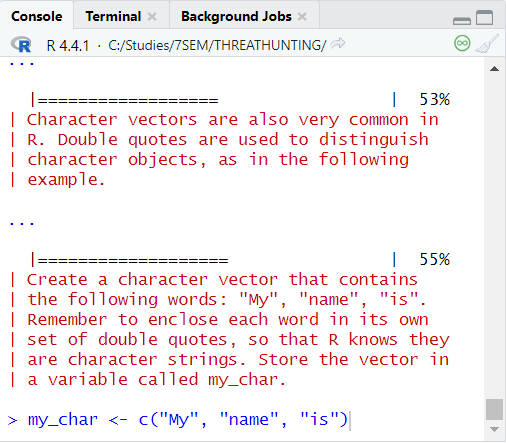 Console Terminal × Background Jobs ×
R R 4.4.1 · C:/Studies/7SEM/THREATHUNTING/
...
|================== | 53%
| Character vectors are also very common in
| R. Double quotes are used to distinguish
| character objects, as in the following
| example.
...
|=================== | 55%
| Create a character vector that contains
| the following words: "My", "name", "is".
| Remember to enclose each word in its own
| set of double quotes, so that R knows they
| are character strings. Store the vector in
| a variable called my_char.
> my_char <- c("My", "name", "is")